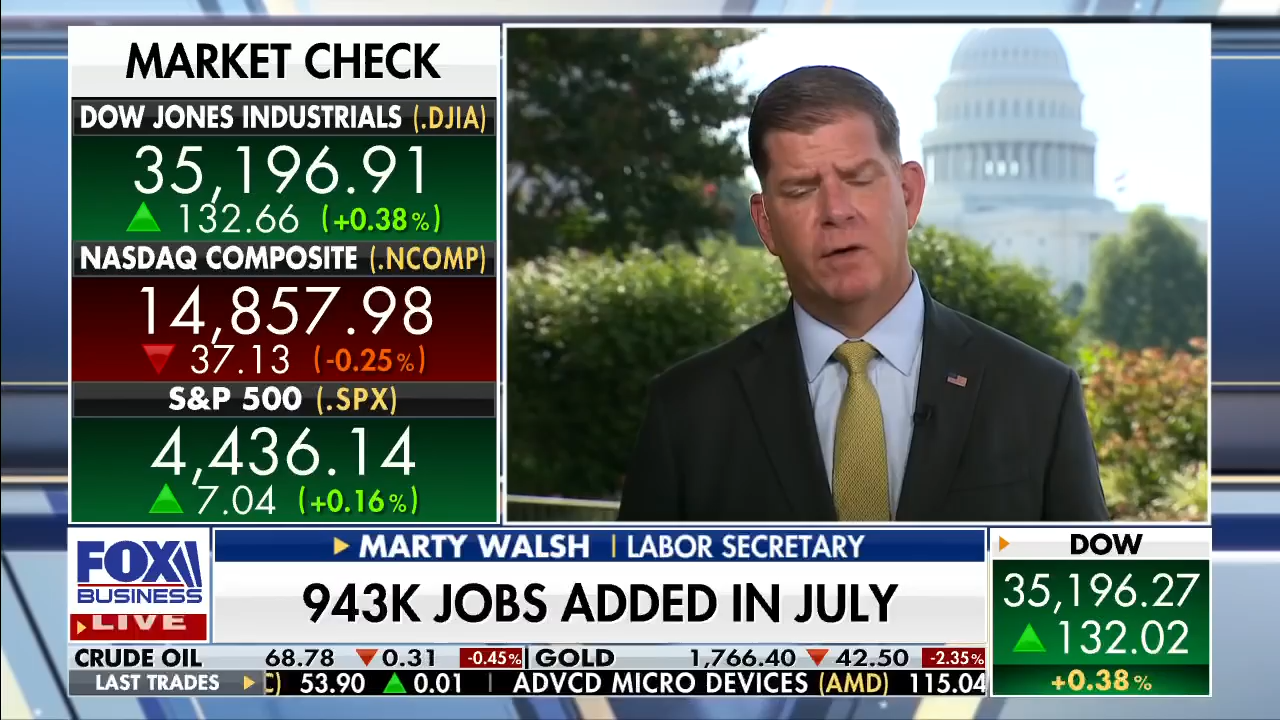 MARKET CHECK
DOW JONES INDUSTRIALS (.DJIA)
35,196.91
132.66 (+0.38%)
NASDAQ COMPOSITE (.NCOMP)
14,857.98
37.13 (-0.25%)
S&P 500 (.SPX)
4,436.14
7.04 (+0.16%)
FOX
BUSINESS
LIVE
MARTY WALSH | LABOR SECRETARY
943K JOBS ADDED IN JULY
DOW
35,196.27
132.02
+0.38%
CRUDE OIL 68.78 0.31 -0.45% GOLD 1,766.40 42.50 -2.35%
LAST TRADES C) 53.90 0.01 | ADVCD MICRO DEVICES (AMD) 115.04